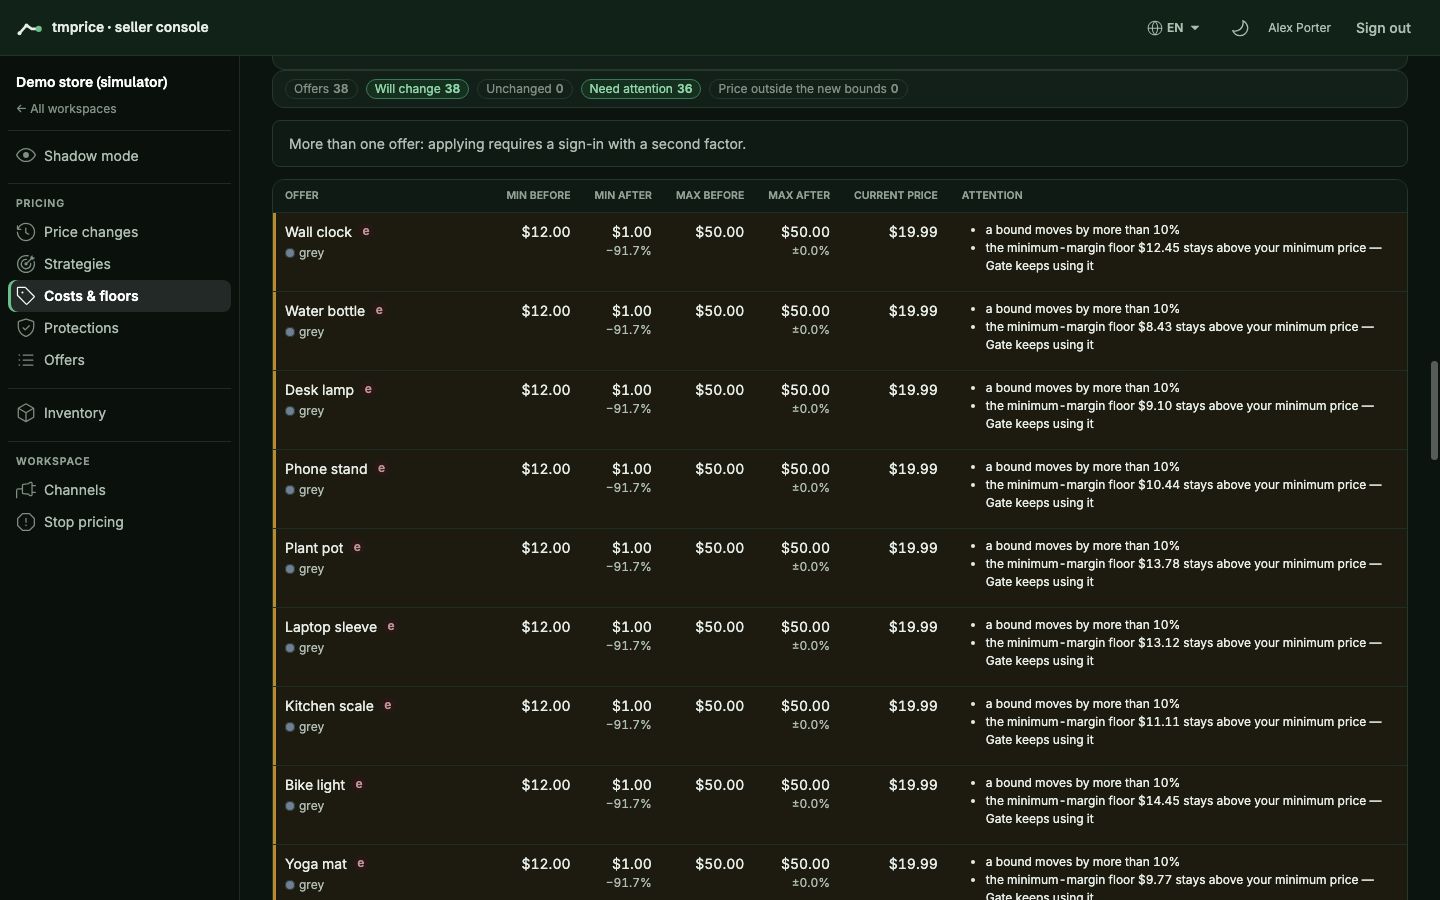 tmprice · seller console
EN
Alex Porter
Sign out
Demo store (simulator)
← All workspaces
Shadow mode
PRICING
Price changes
Strategies
Costs & floors
Protections
Offers
Inventory
WORKSPACE
Channels
Stop pricing
Offers 38 Will change 38 Unchanged 0 Need attention 36 Price outside the new bounds 0
More than one offer: applying requires a sign-in with a second factor.
OFFER MIN BEFORE MIN AFTER MAX BEFORE MAX AFTER CURRENT PRICE ATTENTION
Wall clock e $12.00 $1.00 $50.00 $50.00 $19.99 • a bound moves by more than 10%
grey −91.7% ±0.0% • the minimum-margin floor $12.45 stays above your minimum price —
Gate keeps using it
Water bottle e $12.00 $1.00 $50.00 $50.00 $19.99 • a bound moves by more than 10%
grey −91.7% ±0.0% • the minimum-margin floor $8.43 stays above your minimum price —
Gate keeps using it
Desk lamp e $12.00 $1.00 $50.00 $50.00 $19.99 • a bound moves by more than 10%
grey −91.7% ±0.0% • the minimum-margin floor $9.10 stays above your minimum price —
Gate keeps using it
Phone stand e $12.00 $1.00 $50.00 $50.00 $19.99 • a bound moves by more than 10%
grey −91.7% ±0.0% • the minimum-margin floor $10.44 stays above your minimum price —
Gate keeps using it
Plant pot e $12.00 $1.00 $50.00 $50.00 $19.99 • a bound moves by more than 10%
grey −91.7% ±0.0% • the minimum-margin floor $13.78 stays above your minimum price —
Gate keeps using it
Laptop sleeve e $12.00 $1.00 $50.00 $50.00 $19.99 • a bound moves by more than 10%
grey −91.7% ±0.0% • the minimum-margin floor $13.12 stays above your minimum price —
Gate keeps using it
Kitchen scale e $12.00 $1.00 $50.00 $50.00 $19.99 • a bound moves by more than 10%
grey −91.7% ±0.0% • the minimum-margin floor $11.11 stays above your minimum price —
Gate keeps using it
Bike light e $12.00 $1.00 $50.00 $50.00 $19.99 • a bound moves by more than 10%
grey −91.7% ±0.0% • the minimum-margin floor $14.45 stays above your minimum price —
Gate keeps using it
Yoga mat e $12.00 $1.00 $50.00 $50.00 $19.99 • a bound moves by more than 10%
grey −91.7% ±0.0% • the minimum-margin floor $9.77 stays above your minimum price —
Gate keeps using it